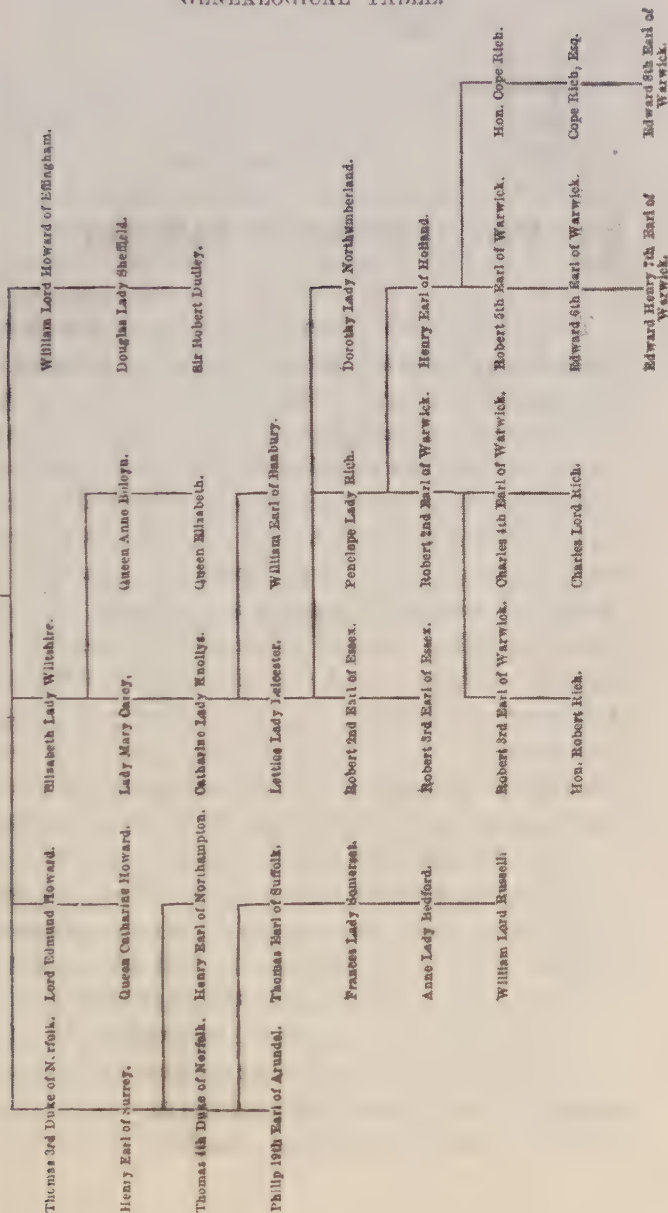 GENEALOGICAL TABLE.
Thomas 3rd Duke of N. rfolk. Lord Edmund Howard. Elisabeth Lady Wiltshire. William Lord Howard of Effingham.
Henry Earl of Surrey. Queen Catharine Howard. Lady Mary Carey. Queen Anne Boleyn. Douglas Lady Sheffield.
Thomas 4th Duke of Norfolk. Henry Earl of Northampton. Catharine Lady Knollys. Queen Elisabeth. Sir Robert Dudley.
Philip 19th Earl of Arundel. Thomas Earl of Suffolk. Lettice Lady Leicester. William Earl of Banbury.
Frances Lady Somerset. Robert 2nd Earl of Essex. Penelope Lady Rich. Dorothy Lady Northumberland.
Anne Lady Bedford. Robert 3rd Earl of Essex. Robert 2nd Earl of Warwick. Henry Earl of Holland.
William Lord Russell. Robert 3rd Earl of Warwick. Charles 4th Earl of Warwick. Robert 5th Earl of Warwick. Hon. Cope Rich.
Hon. Robert Rich. Charles Lord Rich. Edward 6th Earl of Warwick. Cope Rich, Esq.
Edward Henry 7th Earl of Edward 8th Earl of
Warwick. Warwick.